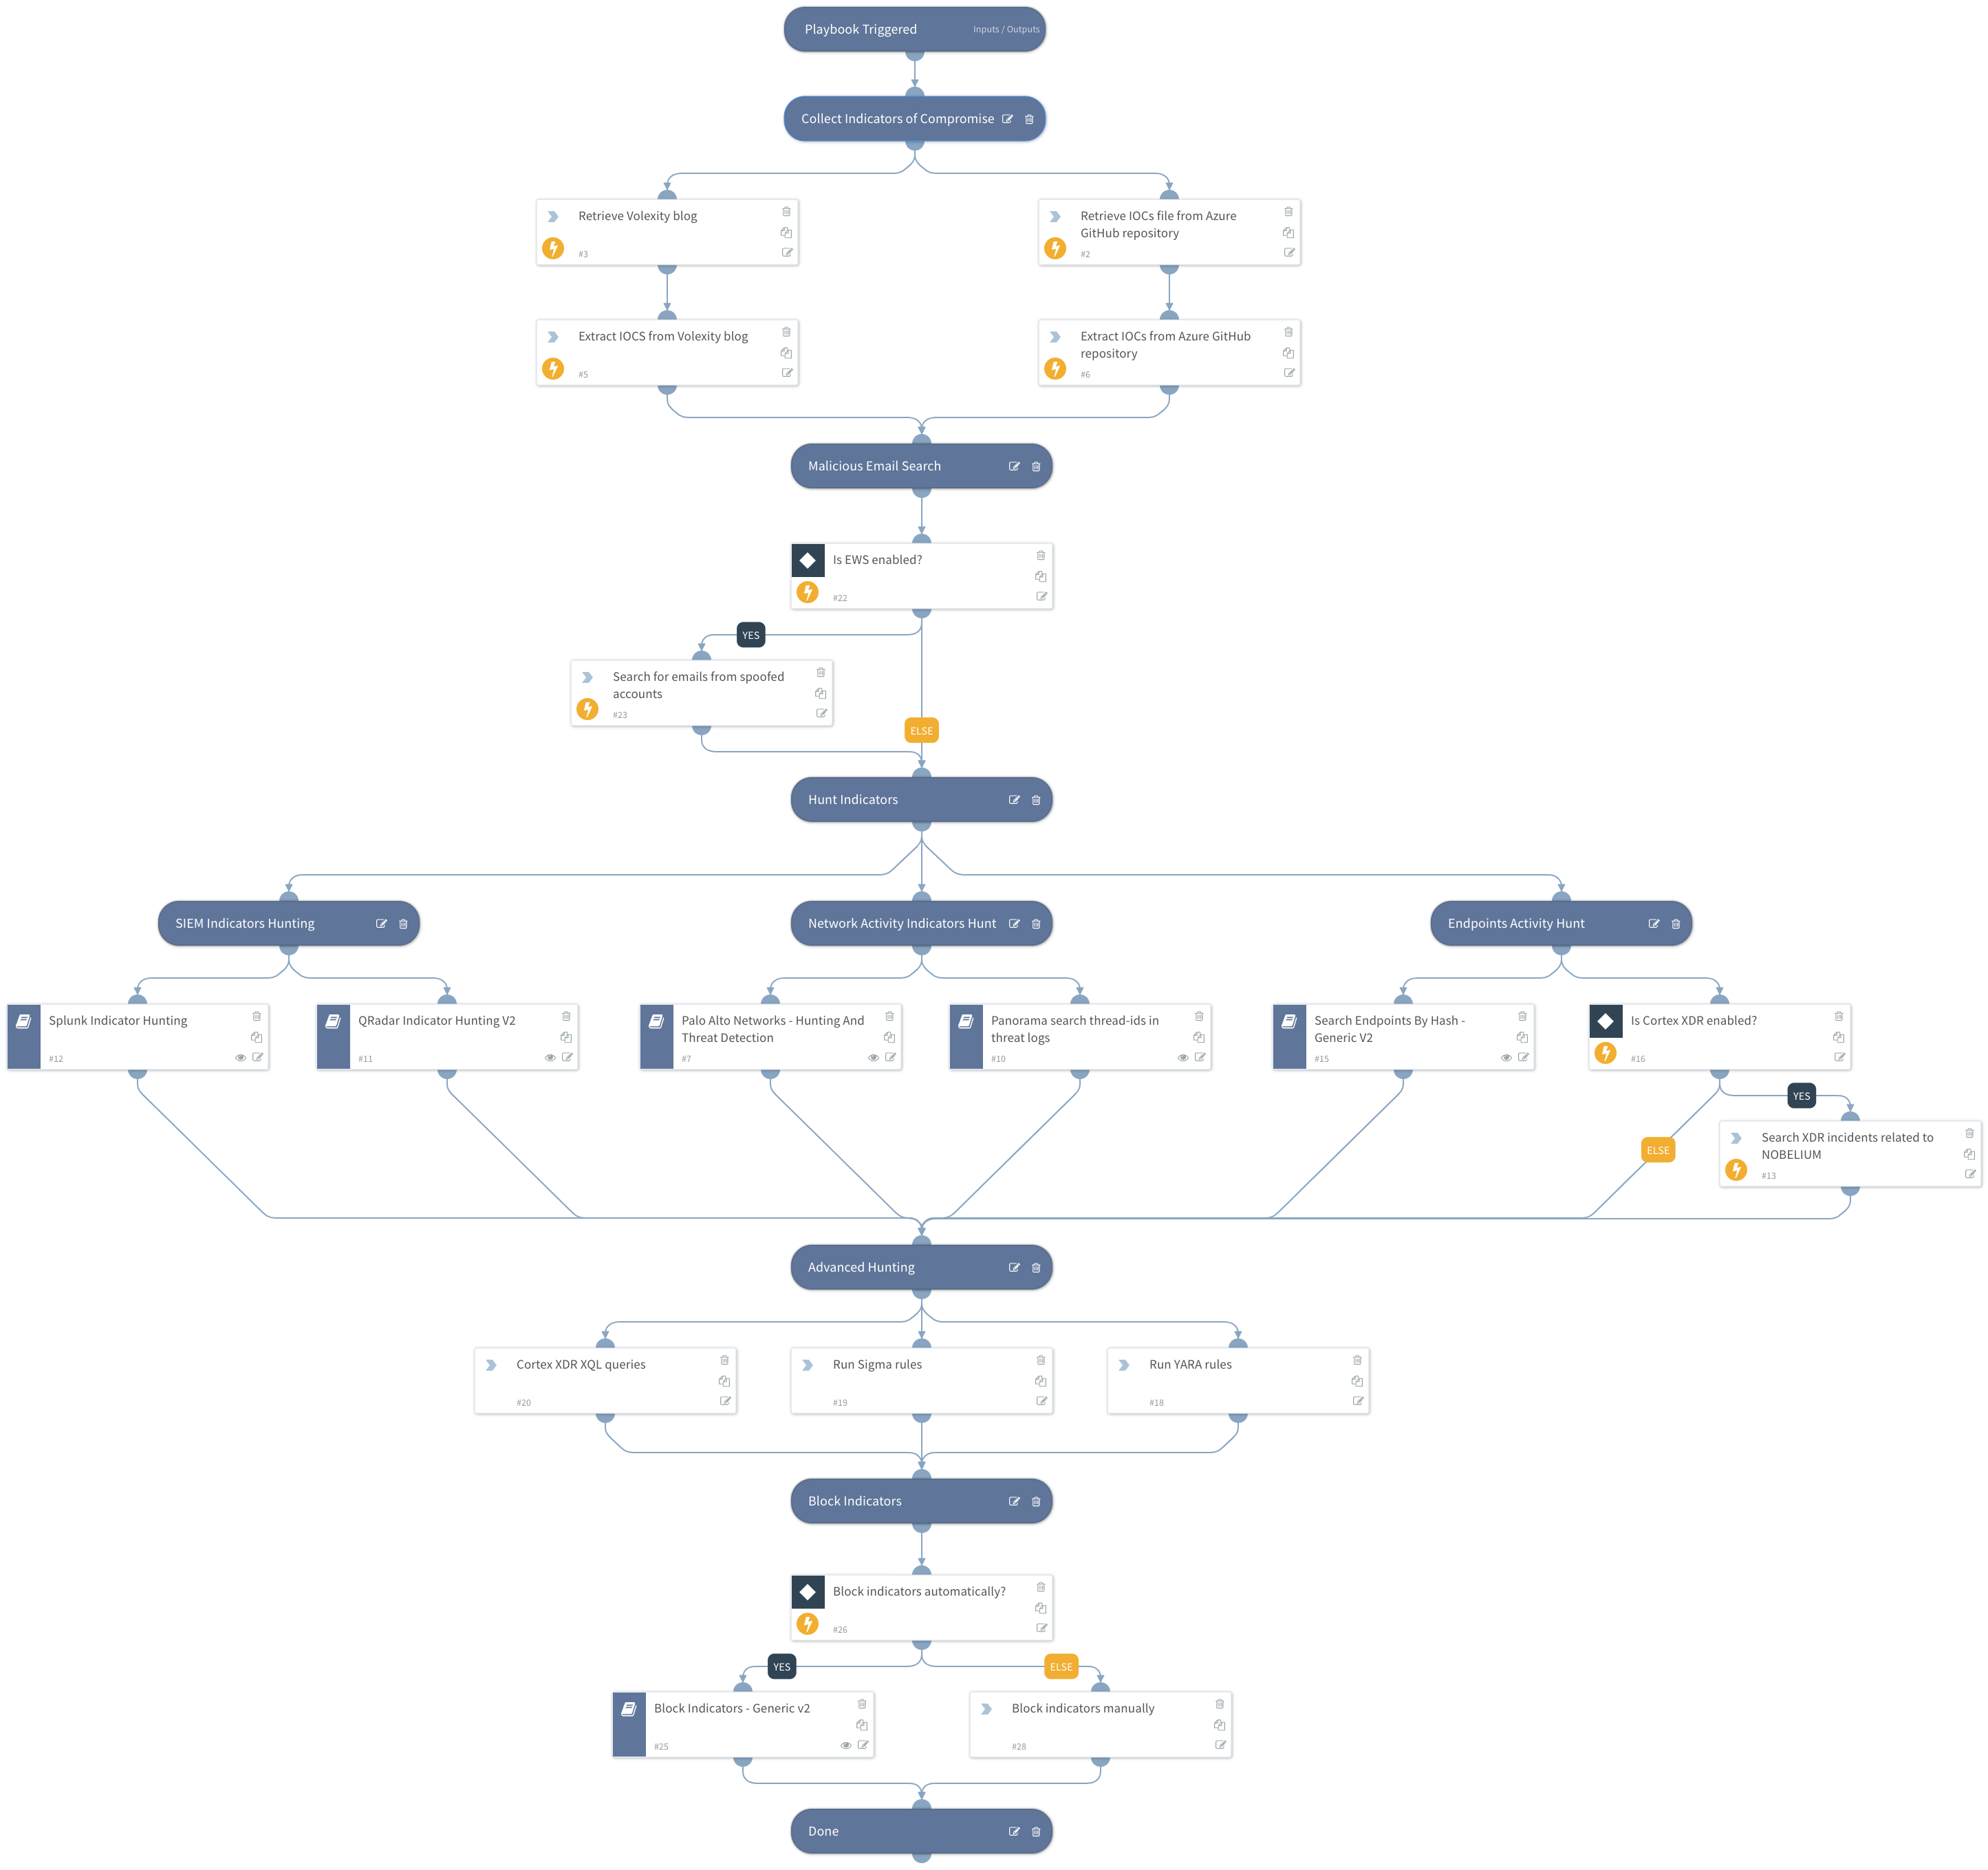 Playbook Triggered
Inputs / Outputs
Collect Indicators of Compromise
Retrieve Volexity blog
#3
Retrieve IOCs file from Azure
GitHub repository
#2
Extract IOCS from Volexity blog
#5
Extract IOCs from Azure GitHub
repository
#6
Malicious Email Search
Is EWS enabled?
#22
YES
Search for emails from spoofed
accounts
#23
ELSE
Hunt Indicators
SIEM Indicators Hunting
Network Activity Indicators Hunt
Endpoints Activity Hunt
Splunk Indicator Hunting
#12
QRadar Indicator Hunting V2
#11
Palo Alto Networks - Hunting And
Threat Detection
#7
Panorama search thread-ids in
threat logs
#10
Search Endpoints By Hash -
Generic V2
#15
Is Cortex XDR enabled?
#16
YES
ELSE
Search XDR incidents related to
NOBELIUM
#13
Advanced Hunting
Cortex XDR XQL queries
#20
Run Sigma rules
#19
Run YARA rules
#18
Block Indicators
Block indicators automatically?
#26
YES
ELSE
Block Indicators - Generic v2
#25
Block indicators manually
#28
Done